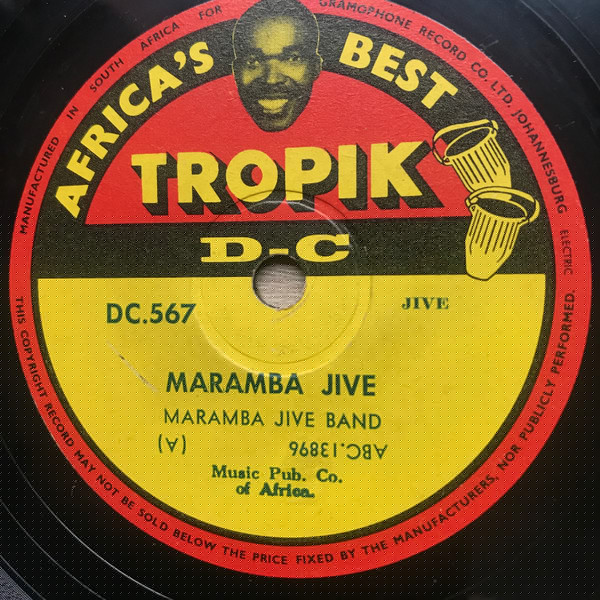 MANUFACTURED IN SOUTH AFRICA FOR
GRAMOPHONE RECORD CO. LTD. JOHANNESBURG
ELECTRIC
AFRICA'S BEST
TROPIK
D-C
DC.567
JIVE
MARAMBA JIVE
MARAMBA JIVE BAND
(A)
ABC.13896
Music Pub. Co.
of Africa.
THIS COPYRIGHT RECORD MAY NOT BE SOLD BELOW THE PRICE FIXED BY THE MANUFACTURERS, NOR PUBLICLY PERFORMED.